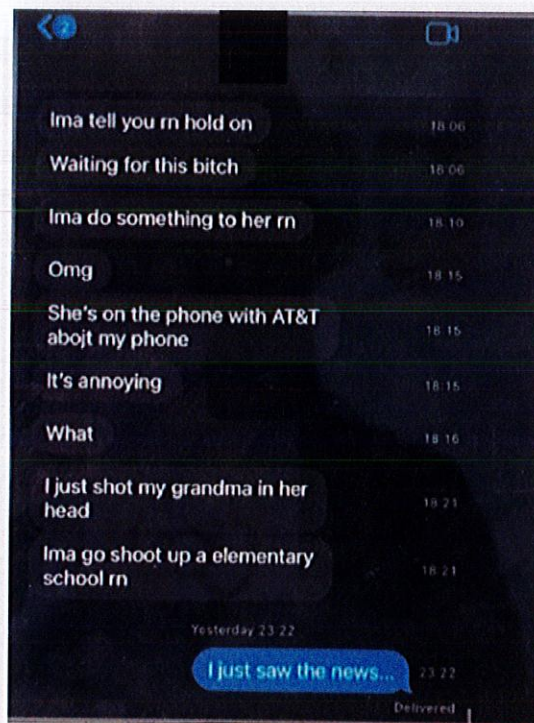 2
Ima tell you rn hold on
18:06
Waiting for this bitch
18:06
Ima do something to her rn
18:10
Omg
18:15
She's on the phone with AT&T
abojt my phone
18:15
It's annoying
18:15
What
18:16
I just shot my grandma in her
head
18:21
Ima go shoot up a elementary
school rn
18:21
Yesterday 23:22
I just saw the news...
23:22
Delivered